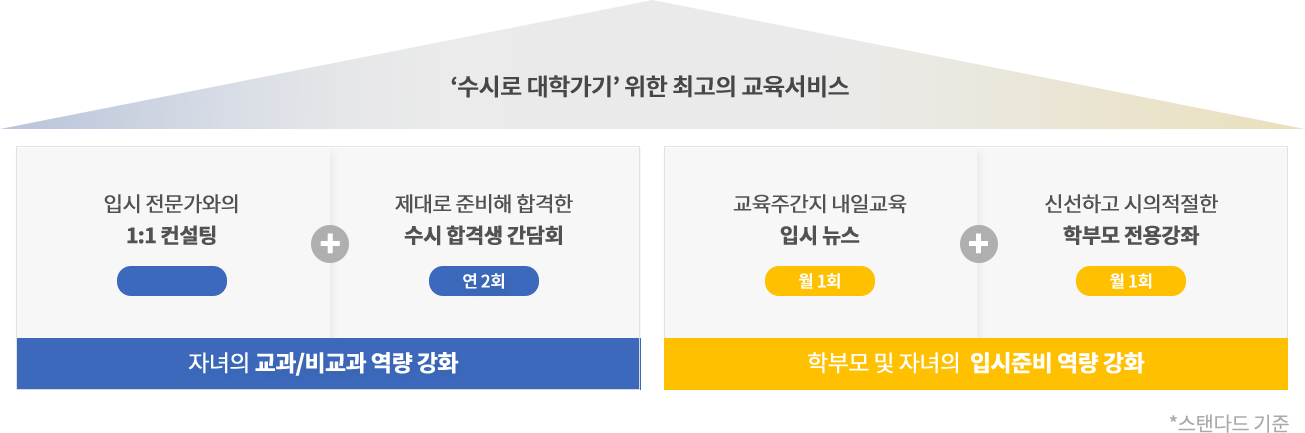 ‘수시로 대학가기’ 위한 최고의 교육서비스
입시 전문가와의
1:1 컨설팅
제대로 준비해 합격한
수시 합격생 간담회
연 2회
교육주간지 내일교육
입시 뉴스
월 1회
신선하고 시의적절한
학부모 전용강좌
월 1회
자녀의 교과/비교과 역량 강화
학부모 및 자녀의 입시준비 역량 강화
*스탠다드 기준